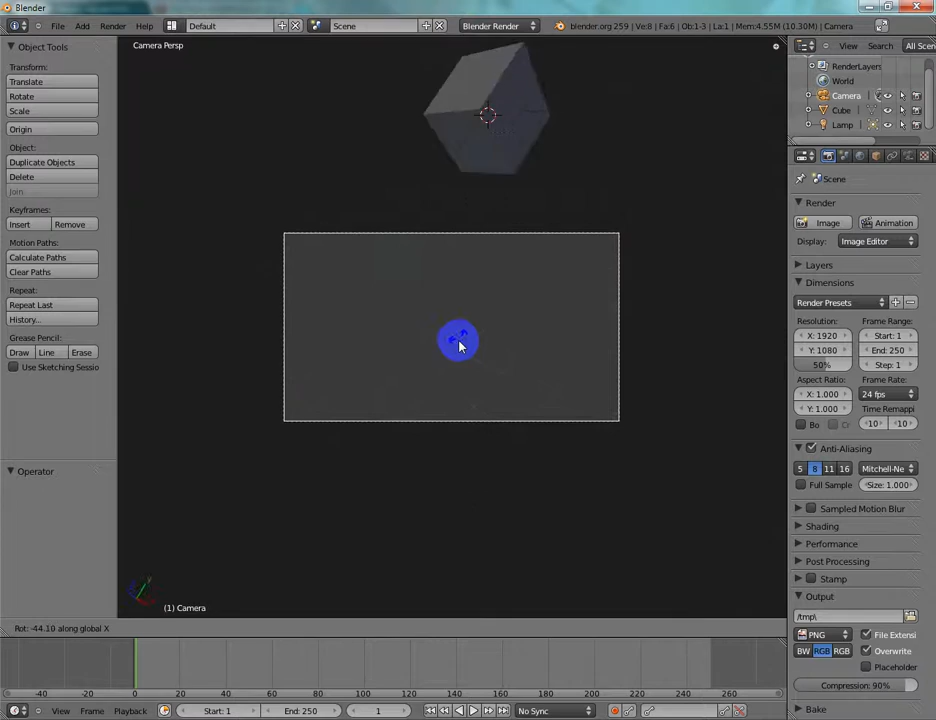 Blender
File Add Render Help Default Scene Blender Render blender.org 259 | Ve:8 | Fa:6 | Ob:1-3 | La:1 | Mem:4.55M (10.30M) | Camera
Object Tools
Transform:
Translate
Rotate
Scale
Origin
Object:
Duplicate Objects
Delete
Join
Keyframes:
Insert Remove
Motion Paths:
Calculate Paths
Clear Paths
Repeat:
Repeat Last
History...
Grease Pencil:
Draw Line Erase
Use Sketching Sessio
Operator
Camera Persp
(1) Camera
View Search All Scen
RenderLayers
World
Camera
Cube
Lamp
Scene
Render
Image Animation
Display: Image Editor
Layers
Dimensions
Render Presets
Resolution: Frame Range:
X: 1920 Start: 1
Y: 1080 End: 250
50% Step: 1
Aspect Ratio: Frame Rate:
X: 1.000 24 fps
Y: 1.000 Time Remappi
Bo Cr 10 10
Anti-Aliasing
5 8 11 16 Mitchell-Ne
Full Sample Size: 1.000
Sampled Motion Blur
Shading
Performance
Post Processing
Stamp
Output
/tmp\
PNG File Extensi
BW RGB RGB Overwrite
Placeholder
Compression: 90%
Bake
Rot: -44.10 along global X
-40 -20 0 20 40 60 80 100 120 140 160 180 200 220 240 260
View Frame Playback Start: 1 End: 250 1 No Sync